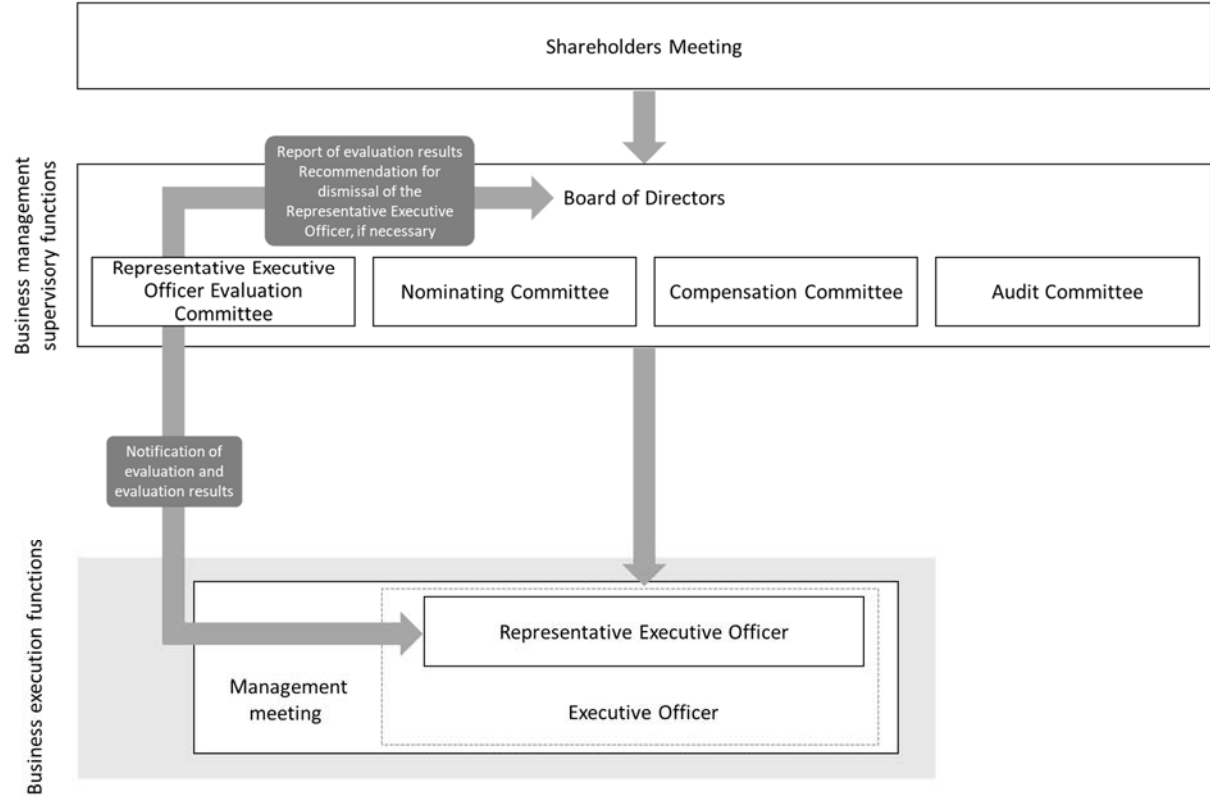 Shareholders Meeting
Business management
supervisory functions
Report of evaluation results
Recommendation for
dismissal of the
Representative Executive
Officer, if necessary
Board of Directors
Representative Executive
Officer Evaluation
Committee
Nominating Committee
Compensation Committee
Audit Committee
Notification of
evaluation and
evaluation results
Business execution functions
Representative Executive Officer
Management
meeting
Executive Officer